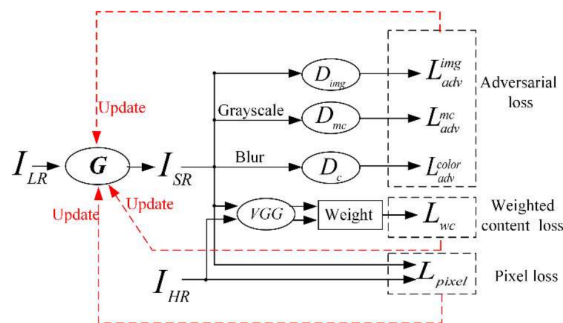 D_img
L_adv^img
Adversarial
loss
Update
Grayscale
D_mc
L_adv^mc
I_LR
G
I_SR
Blur
D_c
L_adv^color
Update
Update
VGG
Weight
L_wc
Weighted
content loss
I_HR
L_pixel
Pixel loss